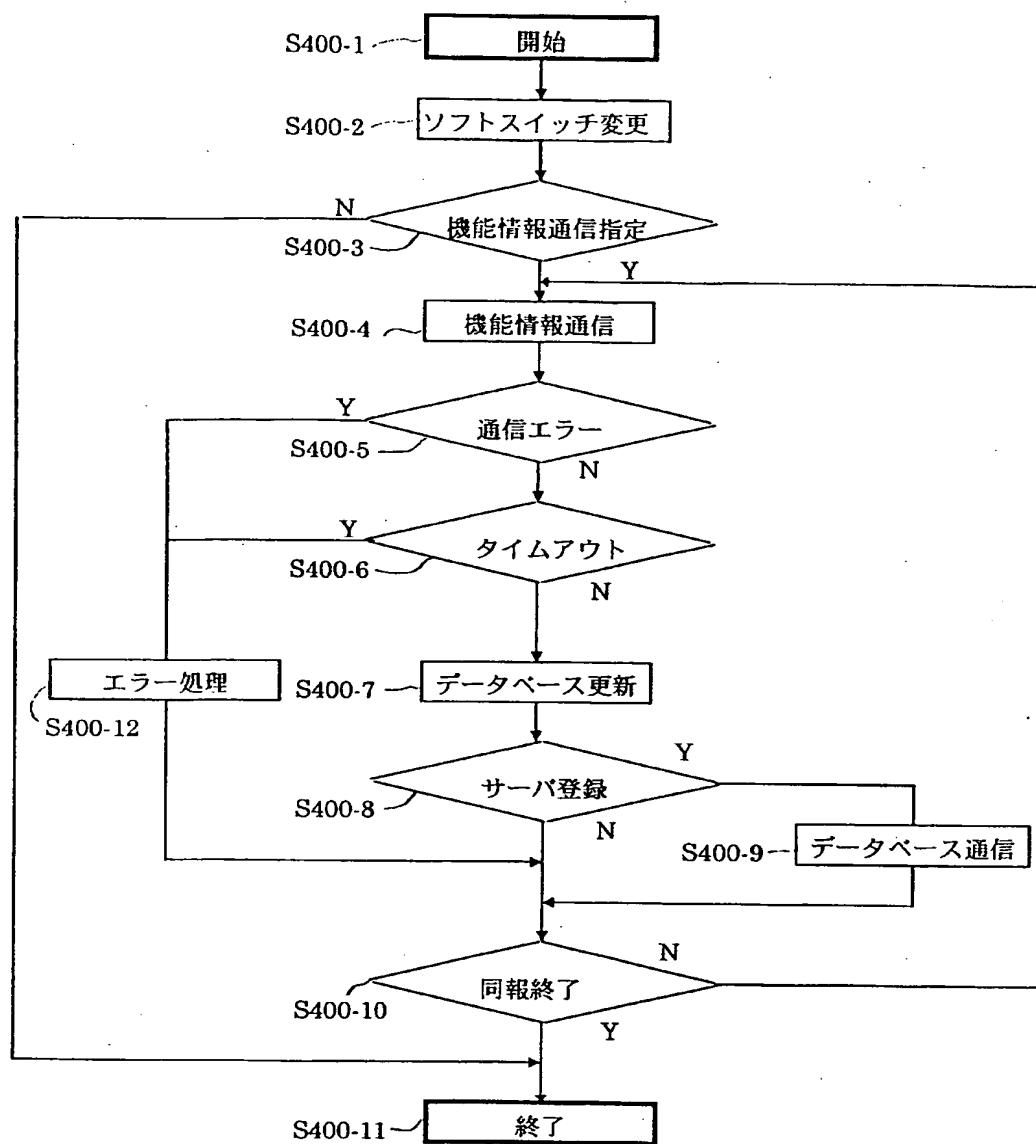 S400-1
開始
S400-2
ソフトスイッチ変更
N
機能情報通信指定
S400-3
Y
S400-4
機能情報通信
Y
通信エラー
S400-5
N
Y
タイムアウト
S400-6
N
エラー処理
S400-12
S400-7
データベース更新
Y
サーバ登録
S400-8
N
S400-9
データベース通信
N
同報終了
S400-10
Y
S400-11
終了